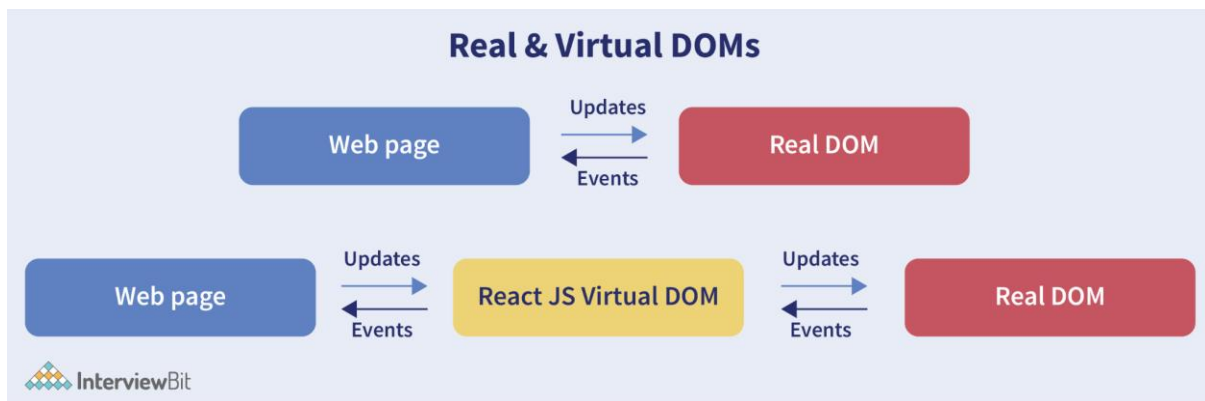 Real & Virtual DOMs
Updates
Web page
Real DOM
Events
Updates
Updates
Web page
React JS Virtual DOM
Real DOM
Events
Events
InterviewBit